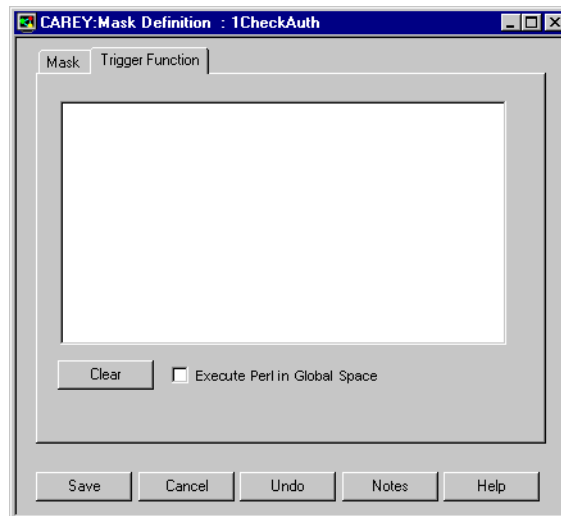 CAREY:Mask Definition : 1CheckAuth
Mask Trigger Function
Clear Execute Perl in Global Space
Save Cancel Undo Notes Help